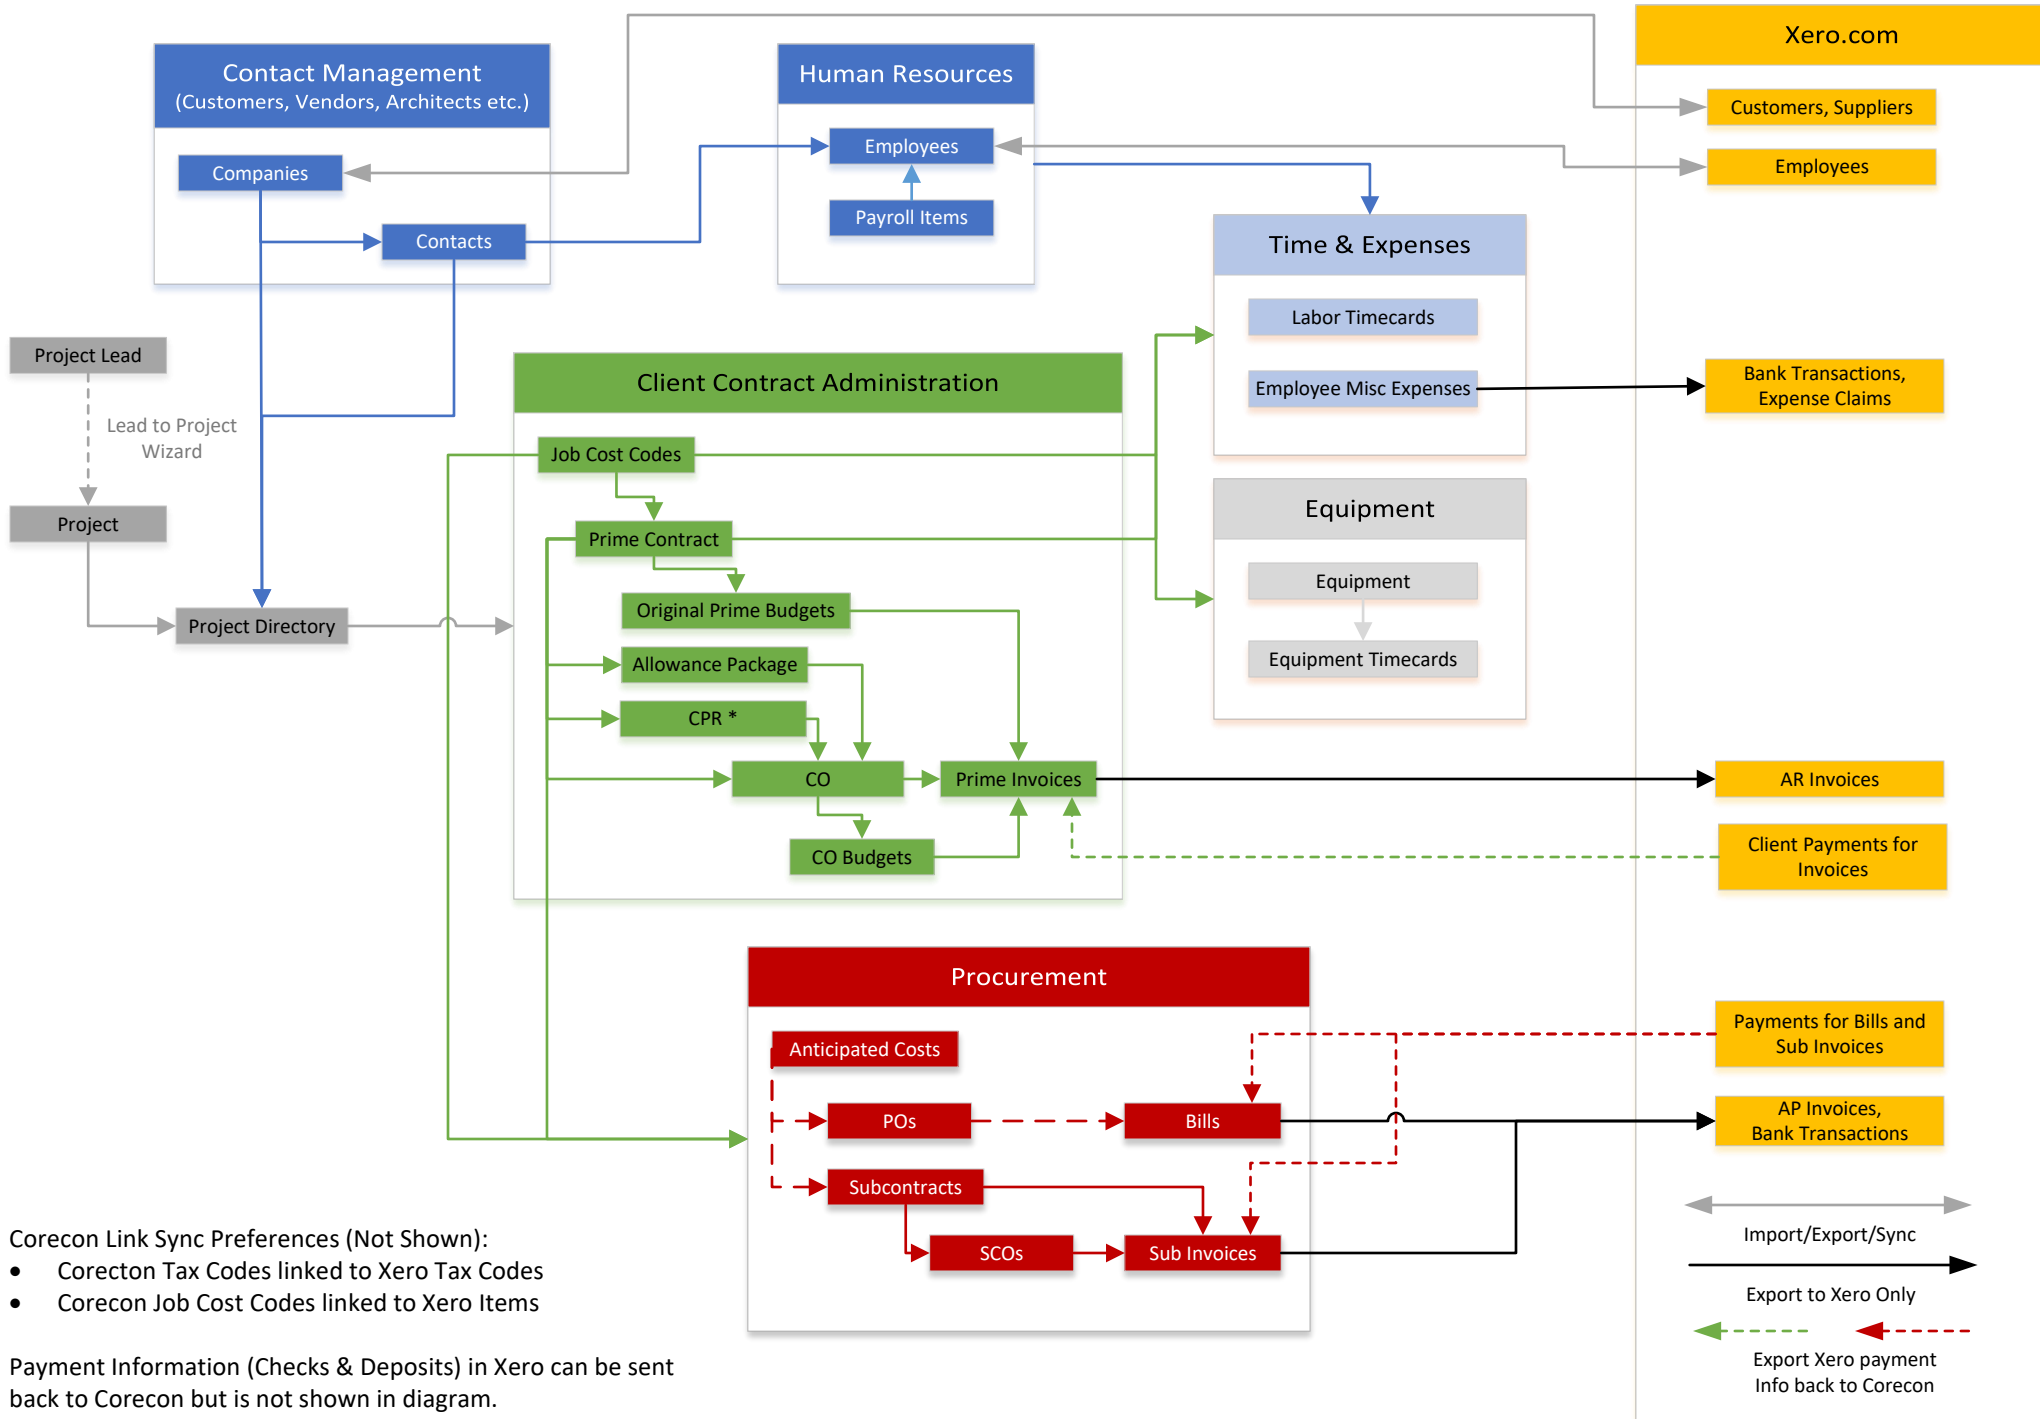 Xero.com
Contact Management
(Customers, Vendors, Architects etc.)
Human Resources
Customers, Suppliers
Employees
Employees
Companies
Payroll Items
Contacts
Time & Expenses
Labor Timecards
Project Lead
Client Contract Administration
Bank Transactions,
Expense Claims
Employee Misc Expenses
Lead to Project
Wizard
Job Cost Codes
Equipment
Project
Prime Contract
Equipment
Original Prime Budgets
Project Directory
Allowance Package
Equipment Timecards
CPR *
CO
Prime Invoices
AR Invoices
CO Budgets
Client Payments for
Invoices
Procurement
Payments for Bills and
Sub Invoices
Anticipated Costs
POs
Bills
AP Invoices,
Bank Transactions
Subcontracts
SCOs
Sub Invoices
Import/Export/Sync
Export to Xero Only
Export Xero payment
Info back to Corecon
Corecon Link Sync Preferences (Not Shown):
• Corecton Tax Codes linked to Xero Tax Codes
• Corecon Job Cost Codes linked to Xero Items
Payment Information (Checks & Deposits) in Xero can be sent
back to Corecon but is not shown in diagram.